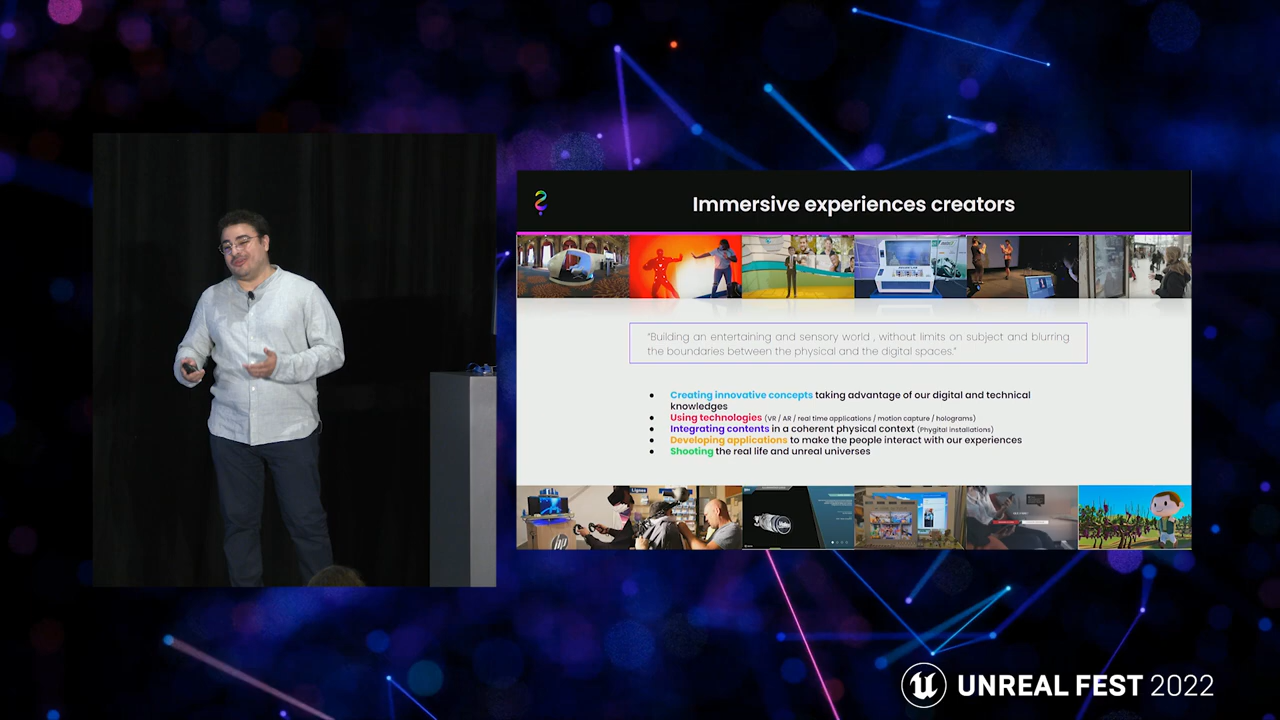 Immersive experiences creators
"Building an entertaining and sensory world , without limits on subject and blurring
the boundaries between the physical and the digital spaces."
Creating innovative concepts taking advantage of our digital and technical
knowledges
Using technologies (VR / AR / real time applications / motion capture / holograms)
Integrating contents in a coherent physical context (Phygital Installations)
Developing applications to make the people interact with our experiences
Shooting the real life and unreal universes
hp
UNREAL FEST 2022